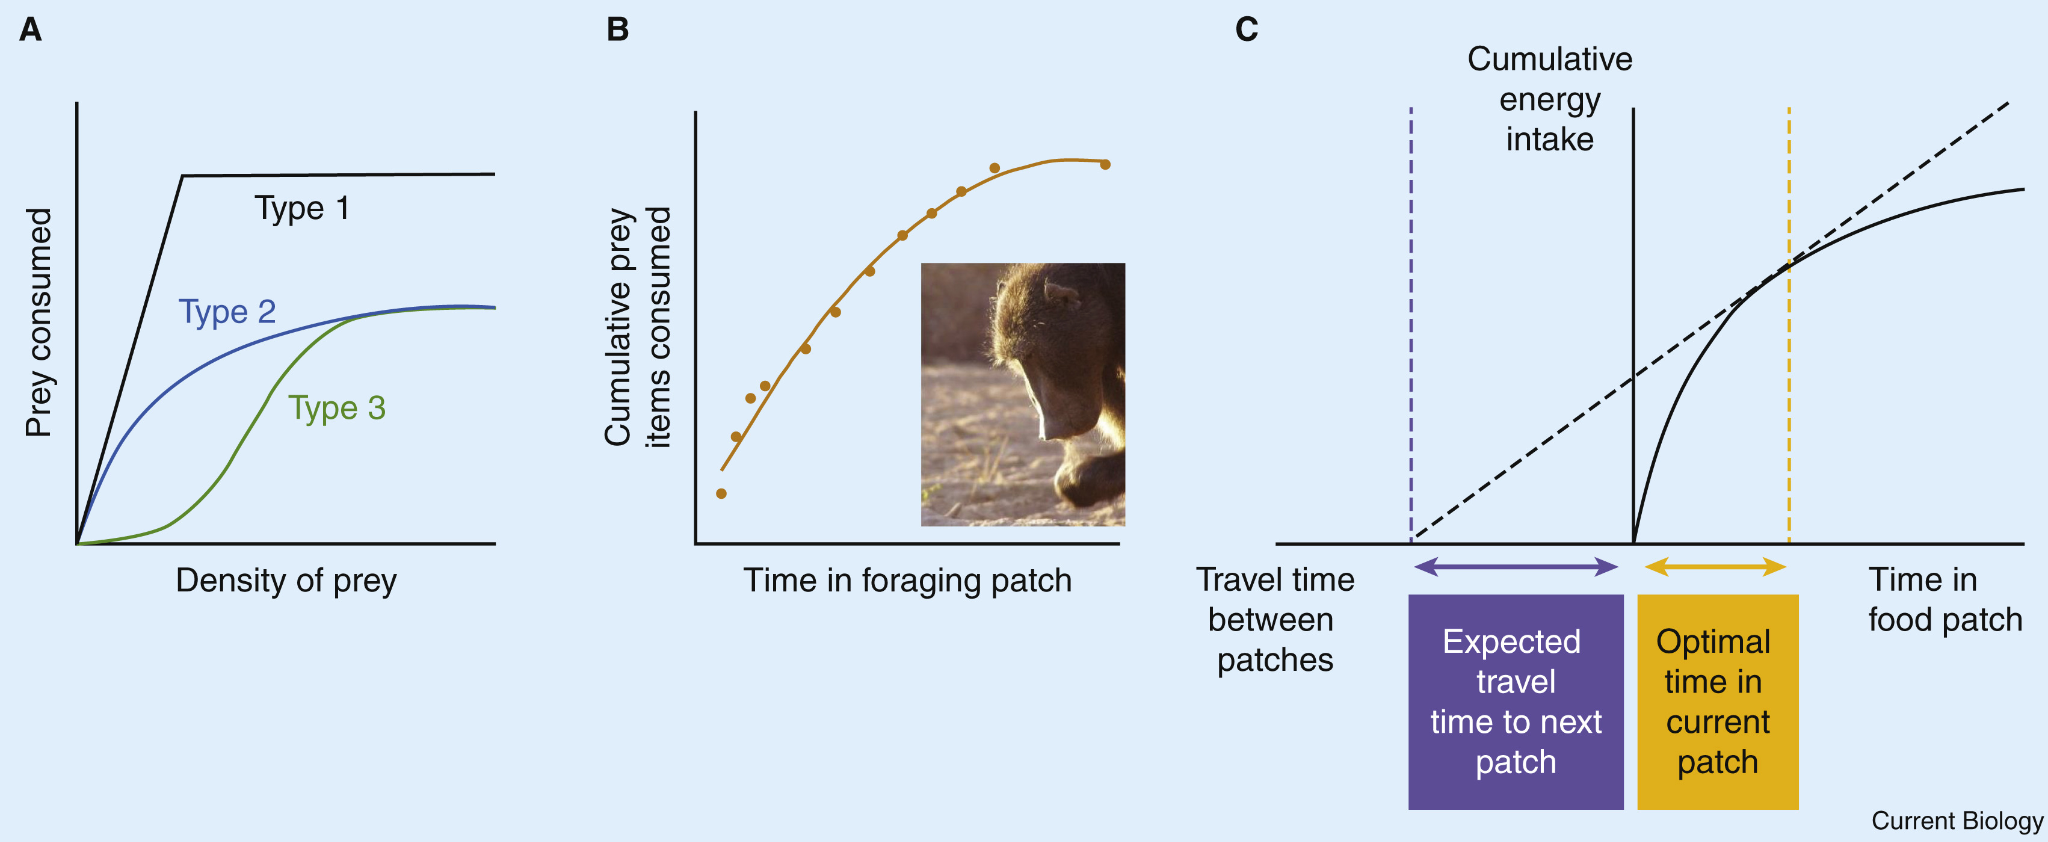 A
Prey consumed
Type 1
Type 2
Type 3
Density of prey
B
Cumulative prey
items consumed
Time in foraging patch
C
Cumulative
energy
intake
Travel time
between
patches
Expected
travel
time to next
patch
Optimal
time in
current
patch
Time in
food patch
Current Biology